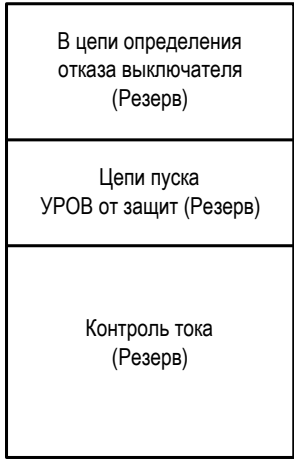 В цепи определения
отказа выключателя
(Резерв)
Цепи пуска
УРОВ от защит (Резерв)
Контроль тока
(Резерв)